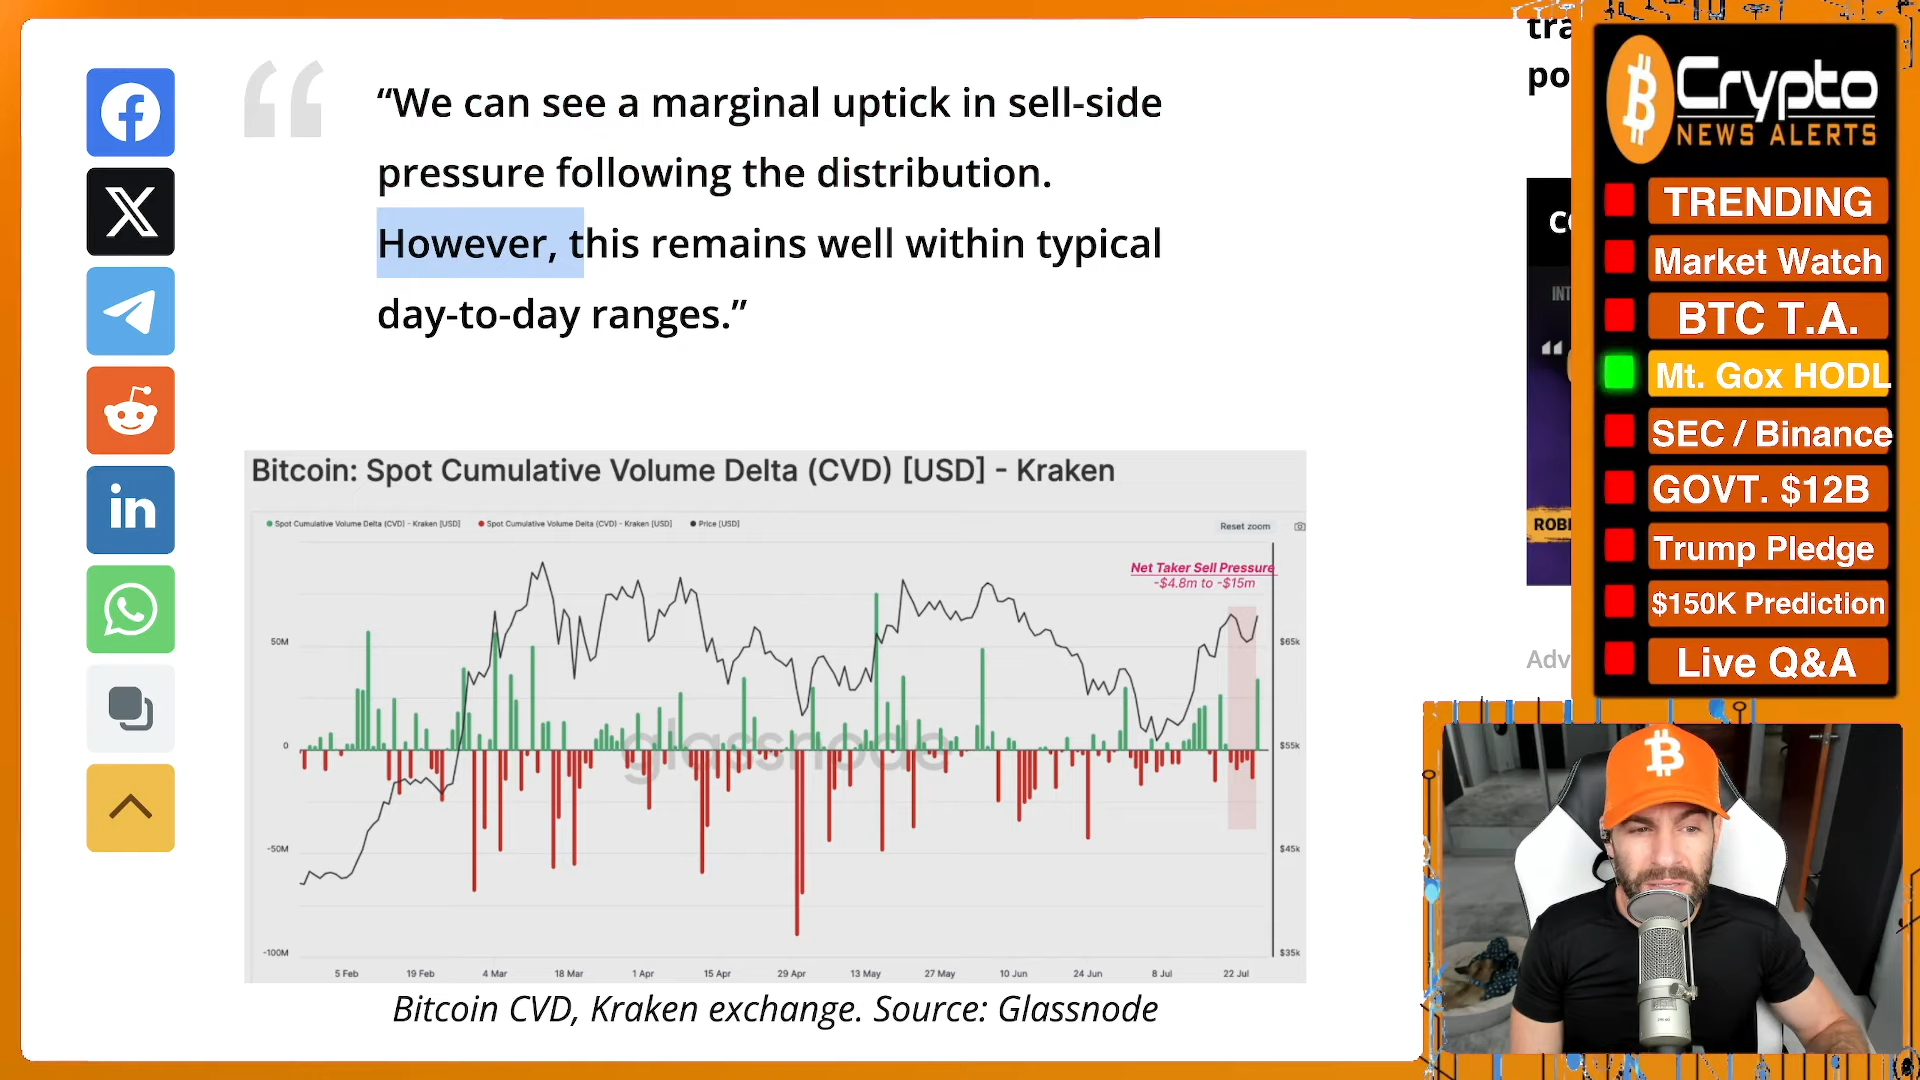 “We can see a marginal uptick in sell-side
pressure following the distribution.
However, this remains well within typical
day-to-day ranges.”
Bitcoin: Spot Cumulative Volume Delta (CVD) [USD] - Kraken
Spot Cumulative Volume Delta (CVD) - Kraken [USD] Spot Cumulative Volume Delta (CVD) - Kraken [USD] Price [USD]
Reset zoom
Net Taker Sell Pressure
-$4.8m to -$15m
50M
0
-50M
-100M
$65k
$55k
$45k
$35k
glassnode
5 Feb 19 Feb 4 Mar 18 Mar 1 Apr 15 Apr 29 Apr 13 May 27 May 10 Jun 24 Jun 8 Jul 22 Jul
Bitcoin CVD, Kraken exchange. Source: Glassnode
tra
po
INT
ROB
Adv
Crypto
NEWS ALERTS
TRENDING
Market Watch
BTC T.A.
Mt. Gox HODL
SEC / Binance
GOVT. $12B
Trump Pledge
$150K Prediction
Live Q&A